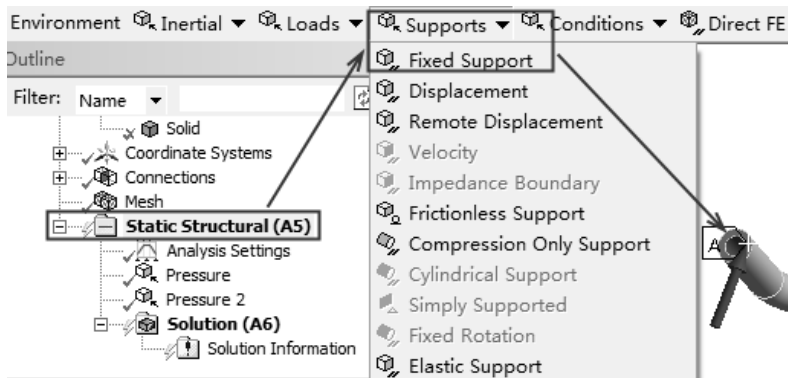 Environment Inertial Loads Supports Conditions Direct FE
Outline
Filter: Name
Solid
Coordinate Systems
Connections
Mesh
Static Structural (A5)
Analysis Settings
Pressure
Pressure 2
Solution (A6)
Solution Information
Fixed Support
Displacement
Remote Displacement
Velocity
Impedance Boundary
Frictionless Support
Compression Only Support
Cylindrical Support
Simply Supported
Fixed Rotation
Elastic Support
A